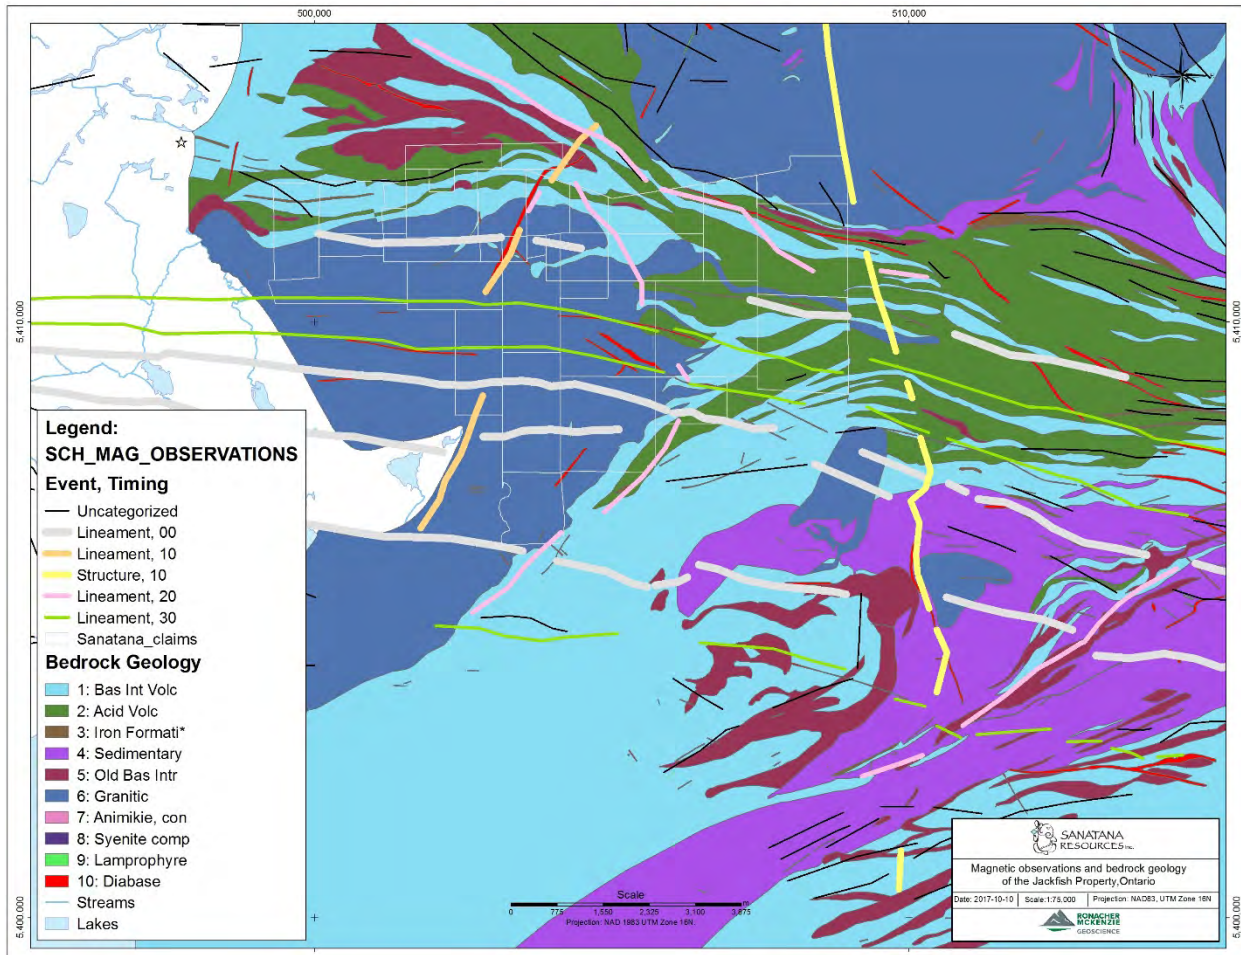 500,000
510,000
5,410,000
5,410,000
Legend:
SCH_MAG_OBSERVATIONS
Event, Timing
Uncategorized
Lineament, 00
Lineament, 10
Structure, 10
Lineament, 20
Lineament, 30
Sanatana_claims
Bedrock Geology
1: Bas Int Volc
2: Acid Volc
3: Iron Formati*
4: Sedimentary
5: Old Bas Intr
6: Granitic
7: Animikie, con
8: Syenite comp
9: Lamprophyre
10: Diabase
Streams
Lakes
5,400,000
5,400,000
Scale
0 775 1,550 2,325 3,100 3,875 m
Projection: NAD 1983 UTM Zone 16N.
SANATANA
RESOURCES Inc.
Magnetic observations and bedrock geology
of the Jackfish Property,Ontario
Date: 2017-10-10 Scale:1:75,000 Projection: NAD83, UTM Zone 16N
RONACHER
MCKENZIE
GEOSCIENCE